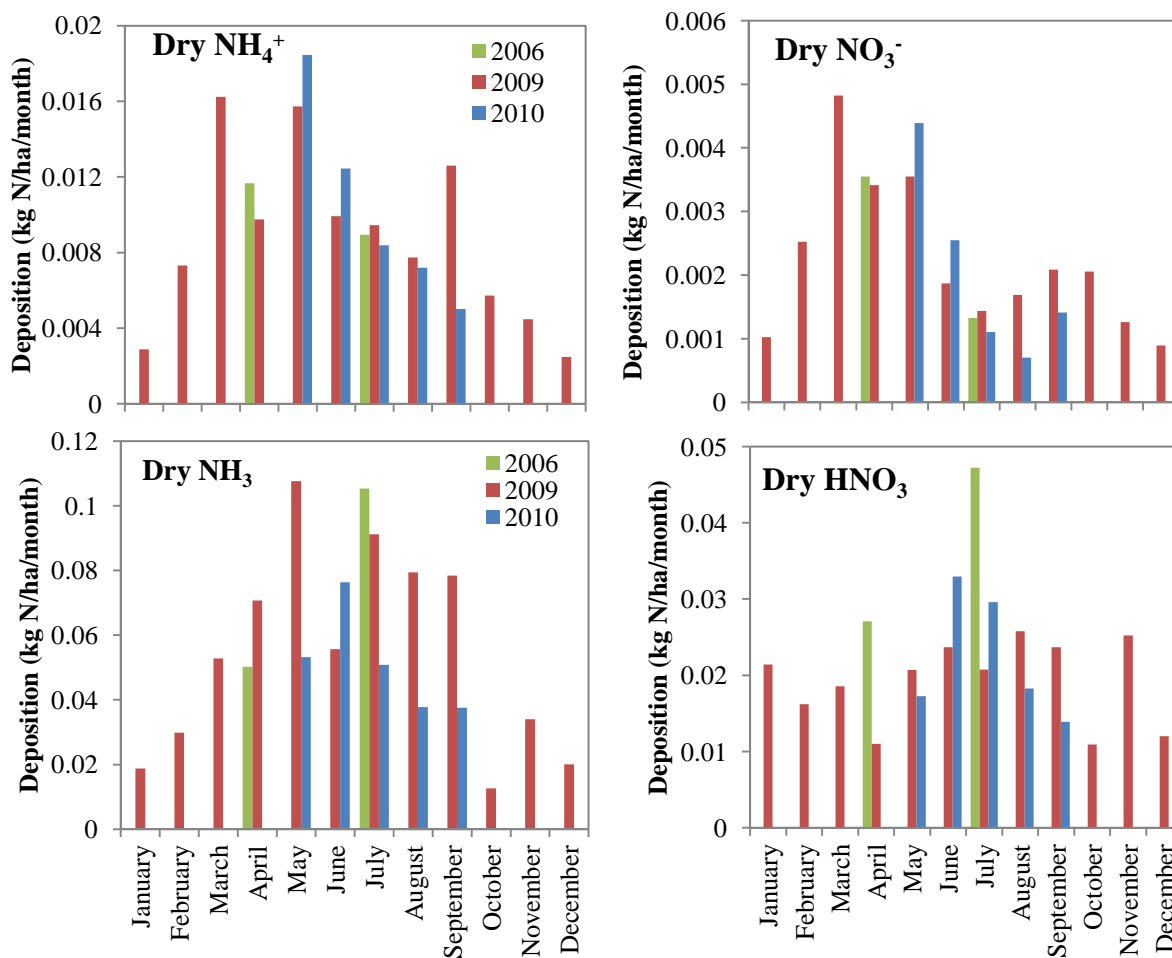 Dry NH₄⁺
2006
2009
2010
Deposition (kg N/ha/month)
0.02
0.016
0.012
0.008
0.004
0
Dry NO₃⁻
Deposition (kg N/ha/month)
0.006
0.005
0.004
0.003
0.002
0.001
0
Dry NH₃
2006
2009
2010
Deposition (kg N/ha/month)
0.12
0.1
0.08
0.06
0.04
0.02
0
January
February
March
April
May
June
July
August
September
October
November
December
Dry HNO₃
Deposition (kg N/ha/month)
0.05
0.04
0.03
0.02
0.01
0
January
February
March
April
May
June
July
August
September
October
November
December